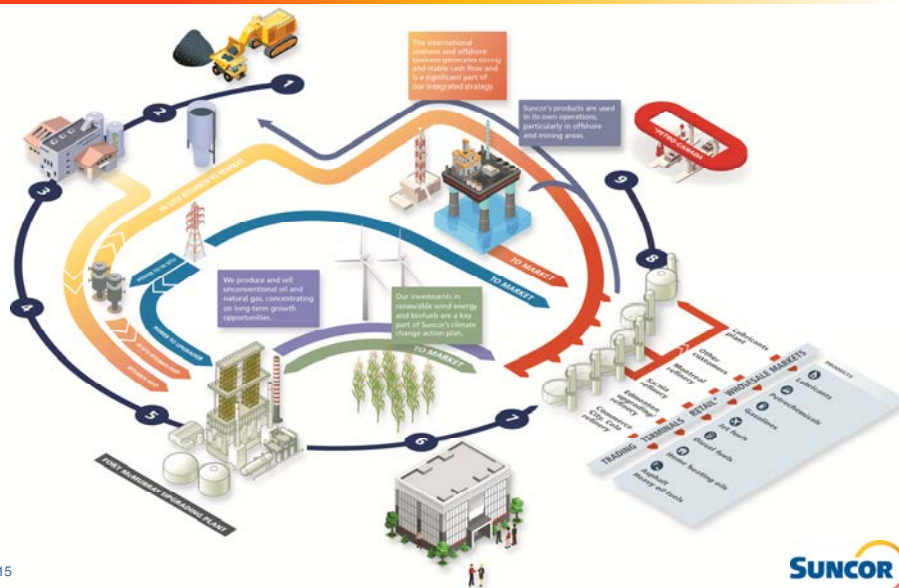 1
2
3
4
5
6
7
8
9
The international
onshore and offshore
business generates strong
and stable cash flow and
is a significant part of
our integrated strategy.
Suncor's products are used
in its own operations,
particularly in offshore
and mining areas.
PETRO-CANADA
IN SITU BITUMEN TO MARKET
TO MARKET
TO MARKET
We produce and sell
unconventional oil and
natural gas, concentrating
on long-term growth
opportunities.
Our investments in
renewable wind energy
and biofuels are a key
part of Suncor's climate
change action plan.
TO MARKET
POWER TO UPGRADER
FORT McMURRAY UPGRADING PLANT
Lubricants
plant
Other
customers
Montreal
refinery
Sarnia
refinery
Edmonton
upgrading/
refinery
Commerce
City, Colo
refinery
TRADING
TERMINALS
RETAIL*
WHOLESALE MARKETS
PRODUCTS
Lubricants
Petrochemicals
Gasolines
Jet fuels
Diesel fuels
Home heating oils
Asphalt
Heavy oil fuels
15
SUNCOR